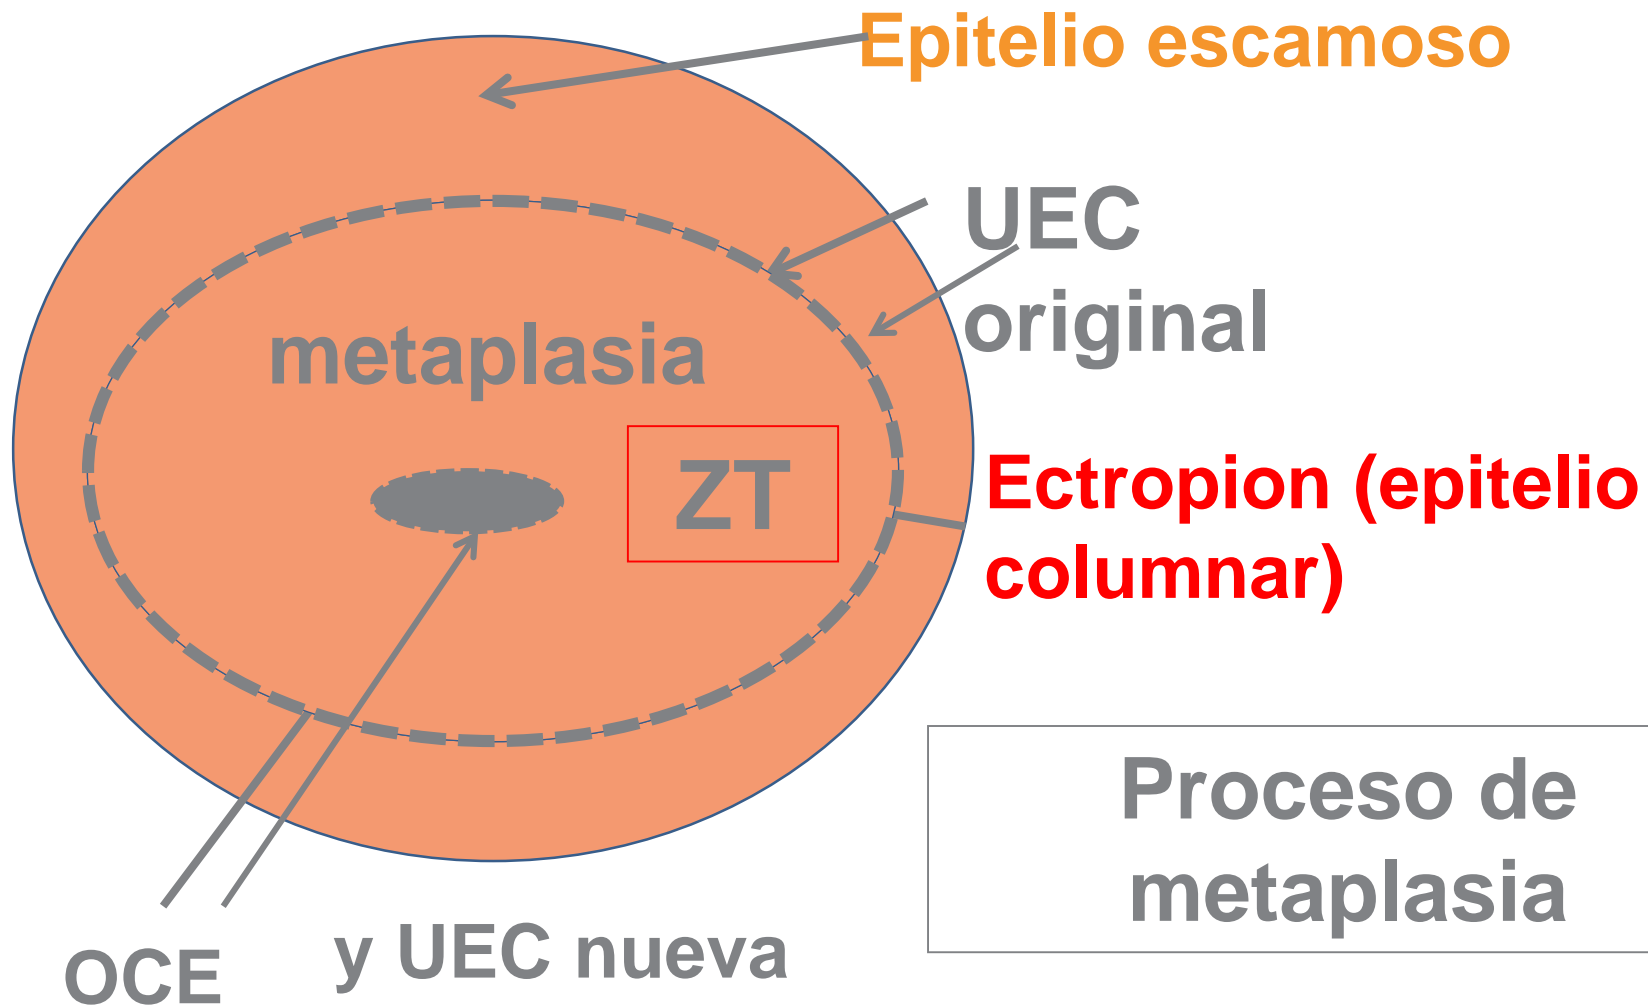 Epitelio escamoso
UEC
original
metaplasia
ZT
Ectropion (epitelio
columnar)
Proceso de
metaplasia
y UEC nueva
OCE